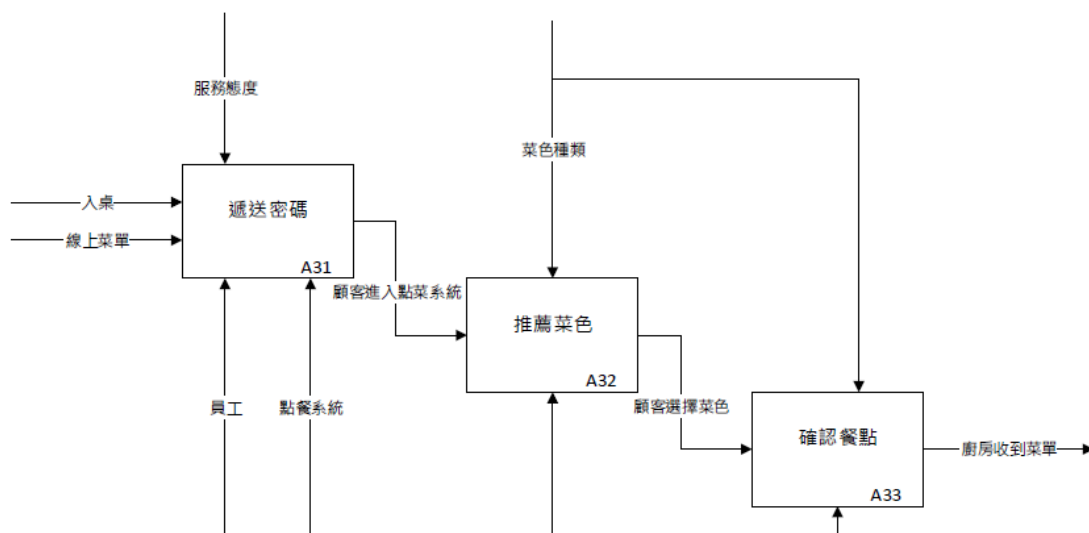 服務態度
菜色種類
入桌
線上菜單
遞送密碼
A31
顧客進入點菜系統
推薦菜色
A32
員工
點餐系統
顧客選擇菜色
確認餐點
A33
廚房收到菜單